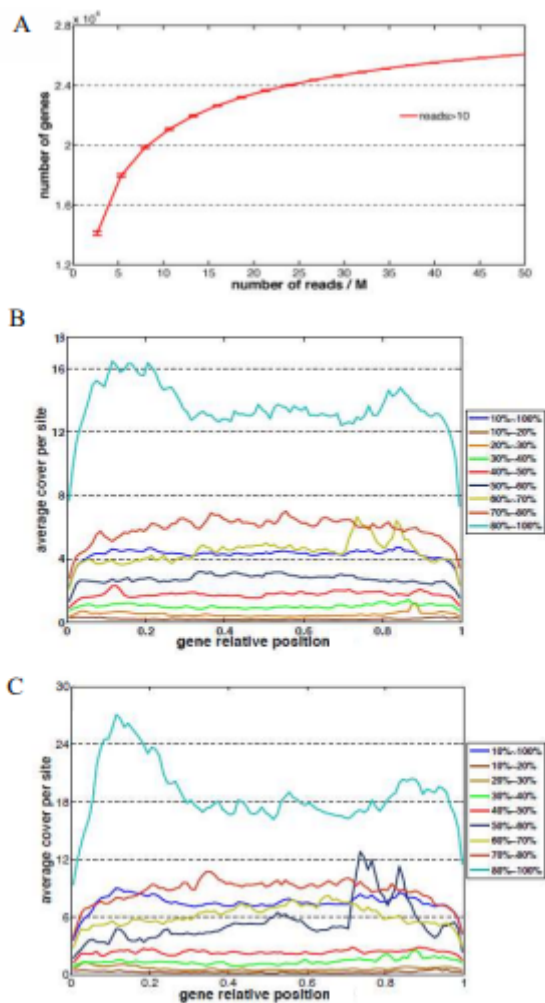 A
x 10⁴
2.8
2.4
2
1.6
1.2
number of genes
reads>10
0 5 10 15 20 25 30 35 40 45 50
number of reads / M
B
18
16
12
8
4
0
average cover per site
0 0.2 0.4 0.6 0.8 1
gene relative position
10%~100%
10%~20%
20%~30%
30%~40%
40%~50%
50%~60%
60%~70%
70%~80%
80%~100%
C
30
24
18
12
6
0
average cover per site
0 0.2 0.4 0.6 0.8 1
gene relative position
10%~100%
10%~20%
20%~30%
30%~40%
40%~50%
50%~60%
60%~70%
70%~80%
80%~100%